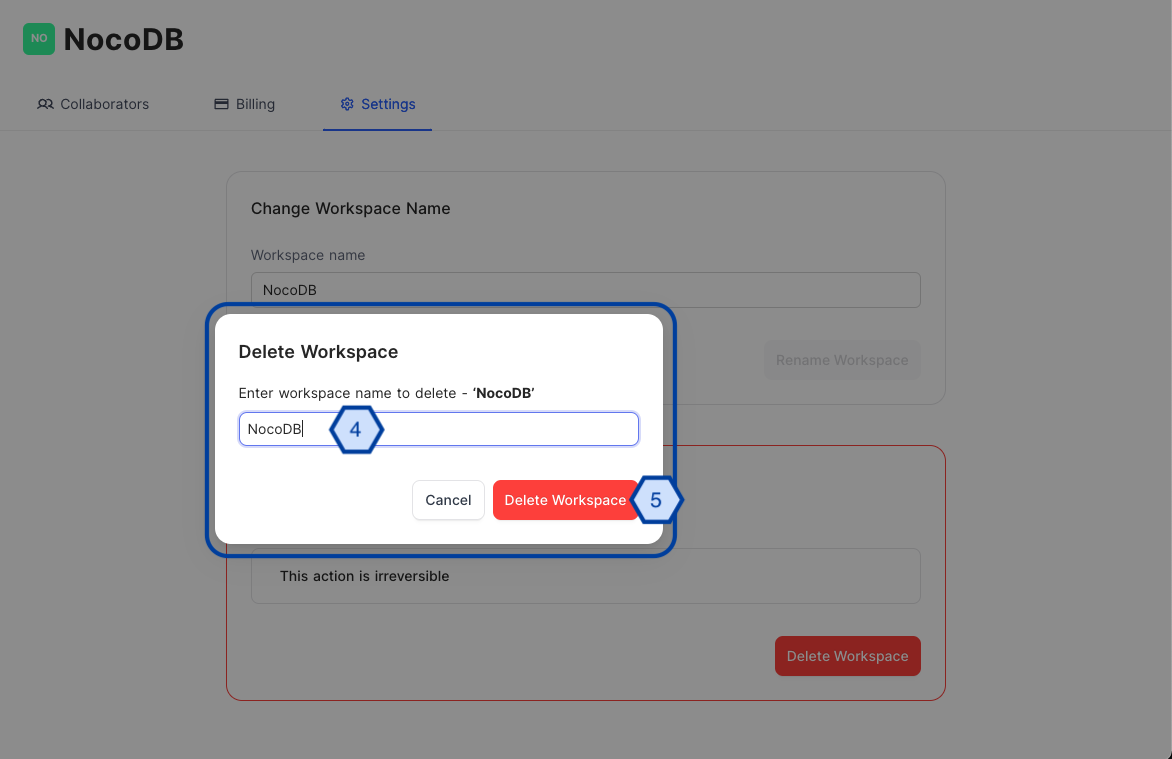 NO NocoDB
Collaborators Billing Settings
Change Workspace Name
Workspace name
NocoDB
Rename Workspace
Delete Workspace
Enter workspace name to delete - ‘NocoDB’
NocoDB
4
Cancel Delete Workspace 5
This action is irreversible
Delete Workspace